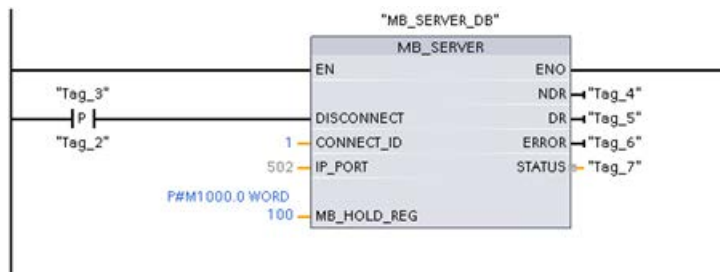 "MB_SERVER_DB"
MB_SERVER
EN ENO
"Tag_3" NDR "Tag_4"
P DISCONNECT DR "Tag_5"
"Tag_2" 1 CONNECT_ID ERROR "Tag_6"
502 IP_PORT STATUS "Tag_7"
P#M1000.0 WORD
100 MB_HOLD_REG